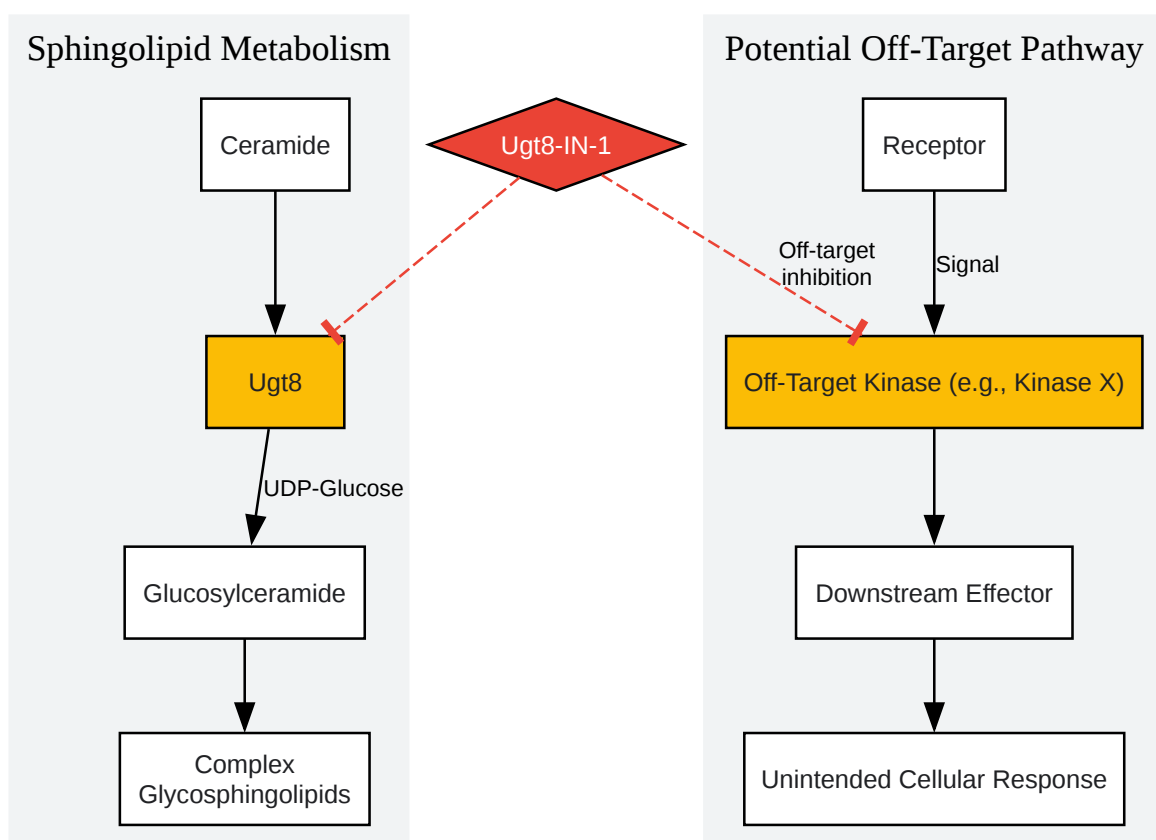 Sphingolipid Metabolism
Potential Off-Target Pathway
Ceramide
Ugt8-IN-1
Receptor
Off-target
inhibition
Signal
Ugt8
Off-Target Kinase (e.g., Kinase X)
UDP-Glucose
Glucosylceramide
Downstream Effector
Complex
Glycosphingolipids
Unintended Cellular Response